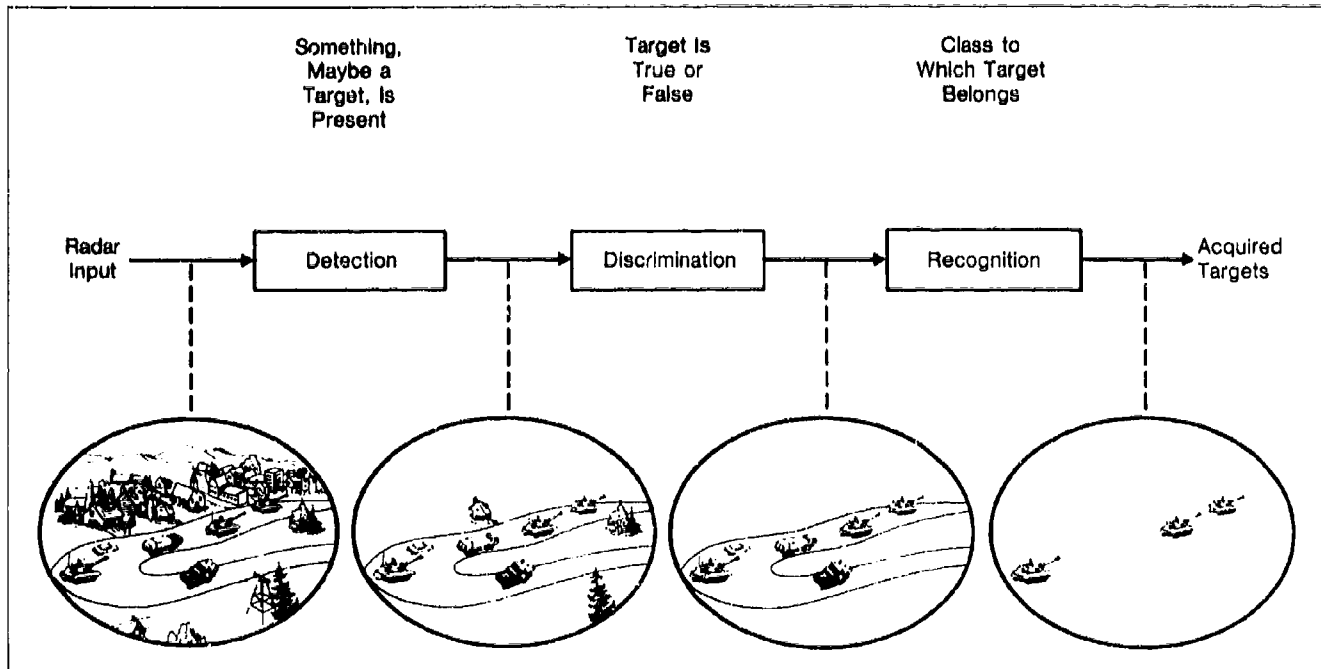 Something,
Maybe a
Target, Is
Present
Target Is
True or
False
Class to
Which Target
Belongs
Radar
Input
Detection
Discrimination
Recognition
Acquired
Targets